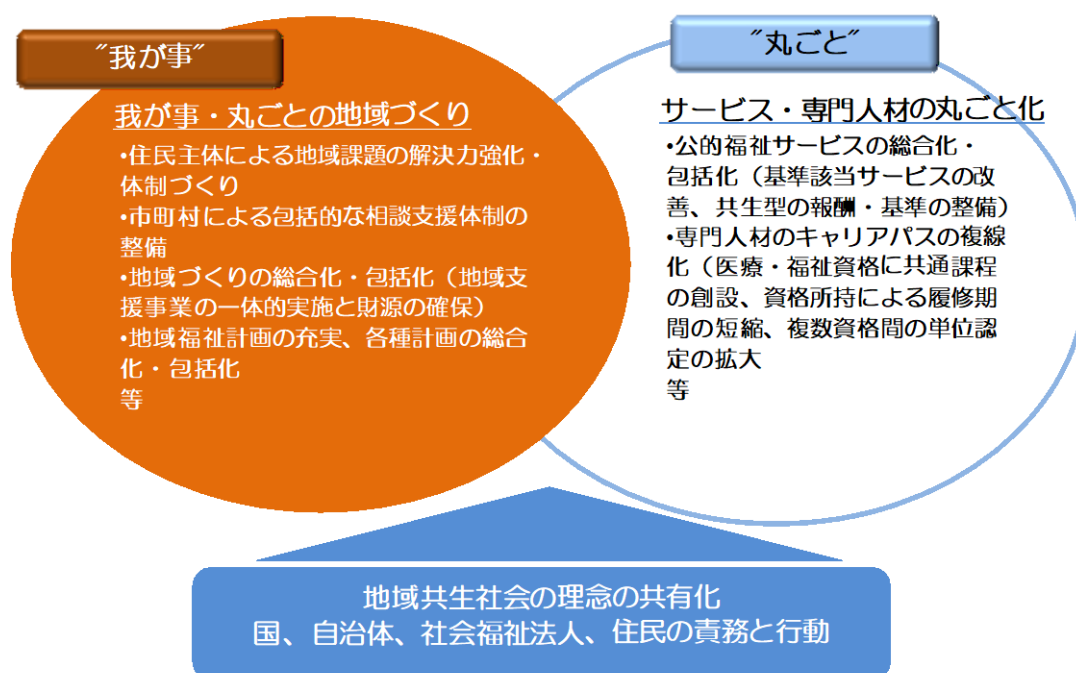 ″我が事″
我が事・丸ごとの地域づくり
•住民主体による地域課題の解決力強化・
体制づくり
•市町村による包括的な相談支援体制の
整備
•地域づくりの総合化・包括化（地域支
援事業の一体的実施と財源の確保）
•地域福祉計画の充実、各種計画の総合
化・包括化
等
″丸ごと″
サービス・専門人材の丸ごと化
•公的福祉サービスの総合化・
包括化（基準該当サービスの改
善、共生型の報酬・基準の整備）
•専門人材のキャリアパスの複線
化（医療・福祉資格に共通課程
の創設、資格所持による履修期
間の短縮、複数資格間の単位認
定の拡大
等
地域共生社会の理念の共有化
国、自治体、社会福祉法人、住民の責務と行動